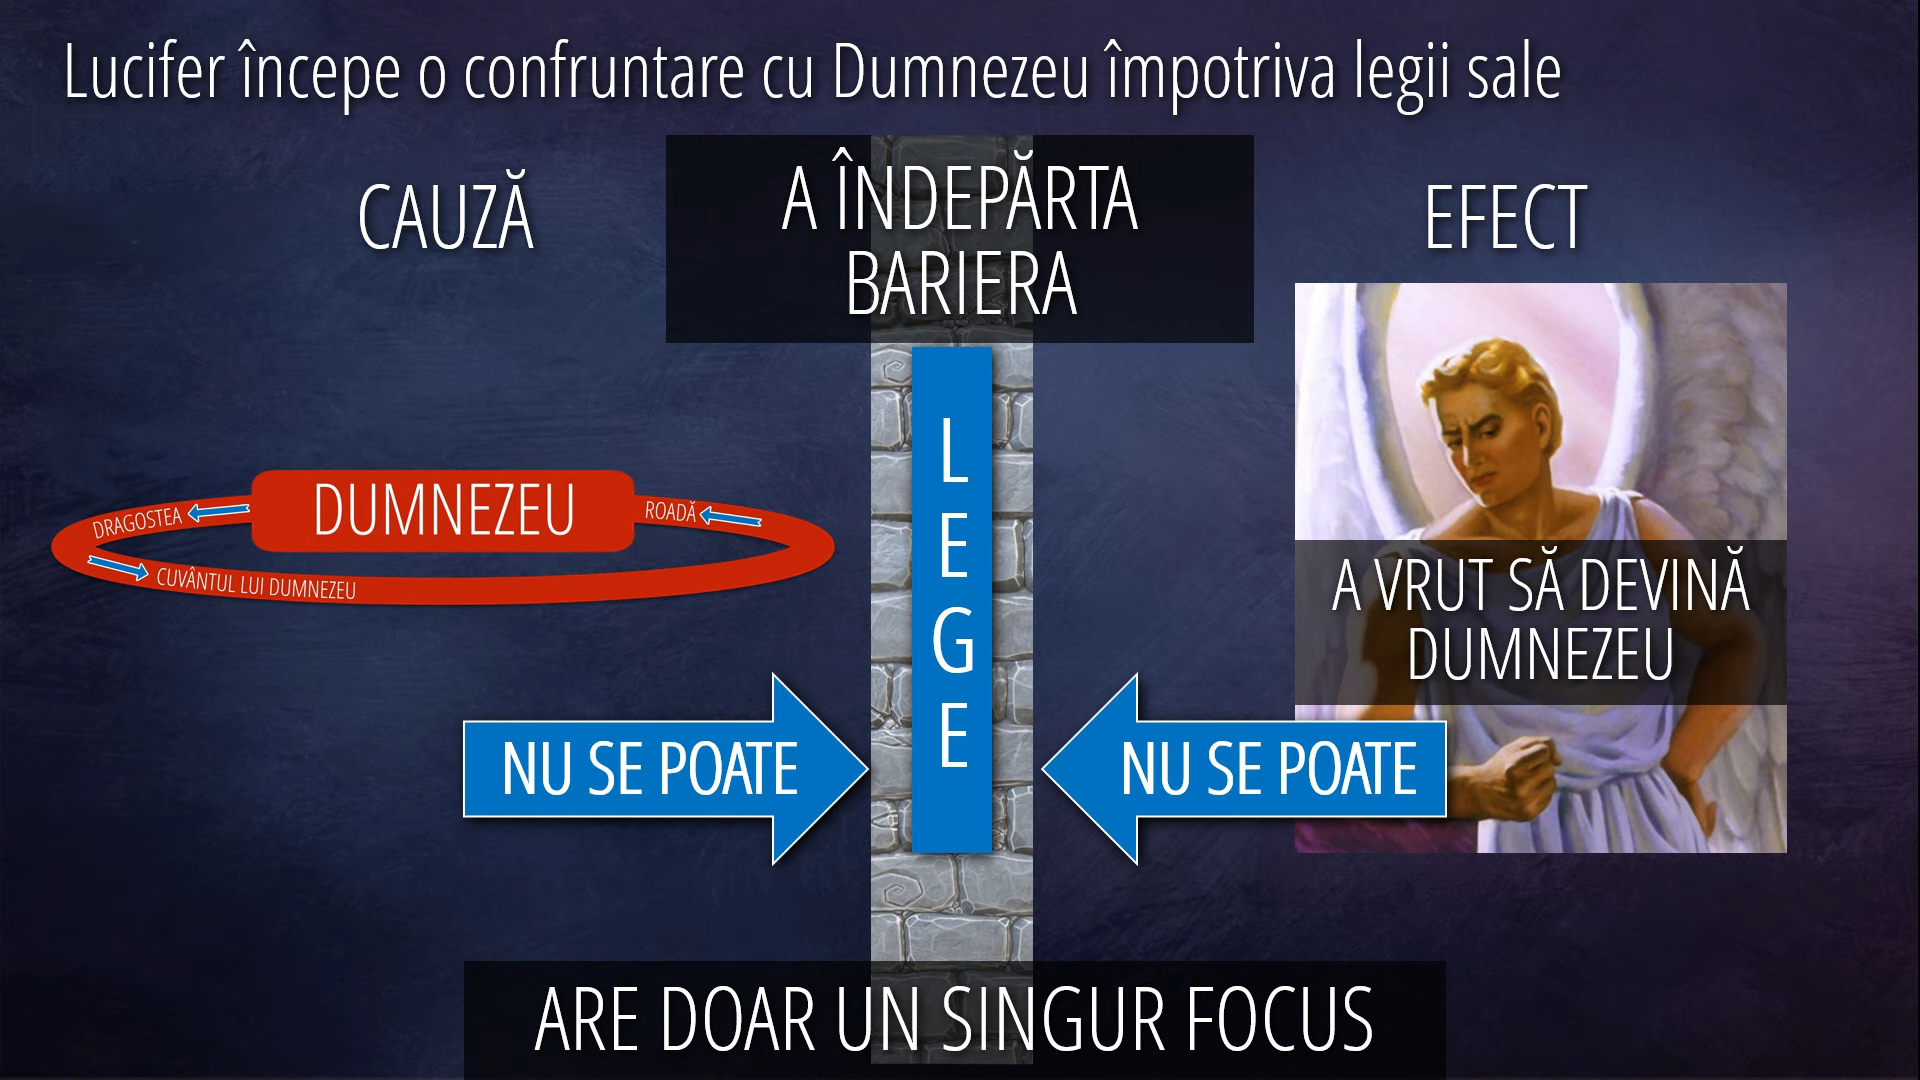 Lucifer începe o confruntare cu Dumnezeu împotriva legii sale
CAUZĂ
A ÎNDEPĂRTA
BARIERA
EFECT
DUMNEZEU
DRAGOSTEA
ROADĂ
CUVÂNTUL LUI DUMNEZEU
L
E
G
E
A VRUT SĂ DEVINĂ
DUMNEZEU
NU SE POATE
NU SE POATE
ARE DOAR UN SINGUR FOCUS